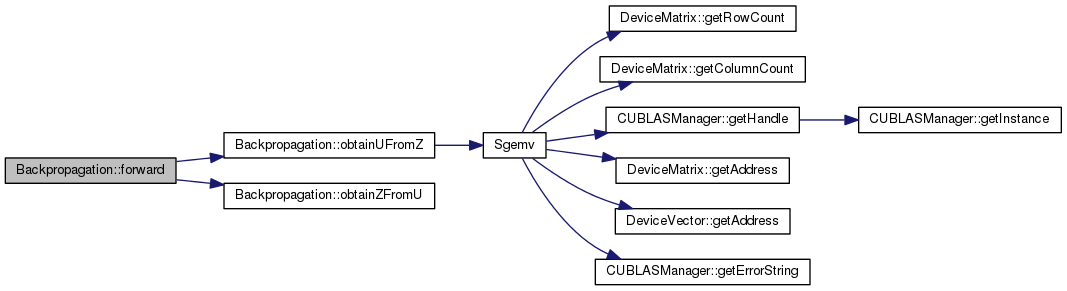 Backpropagation::forward
Backpropagation::obtainUFromZ
Backpropagation::obtainZFromU
Sgemv
DeviceMatrix::getRowCount
DeviceMatrix::getColumnCount
CUBLASManager::getHandle
CUBLASManager::getInstance
DeviceMatrix::getAddress
DeviceVector::getAddress
CUBLASManager::getErrorString